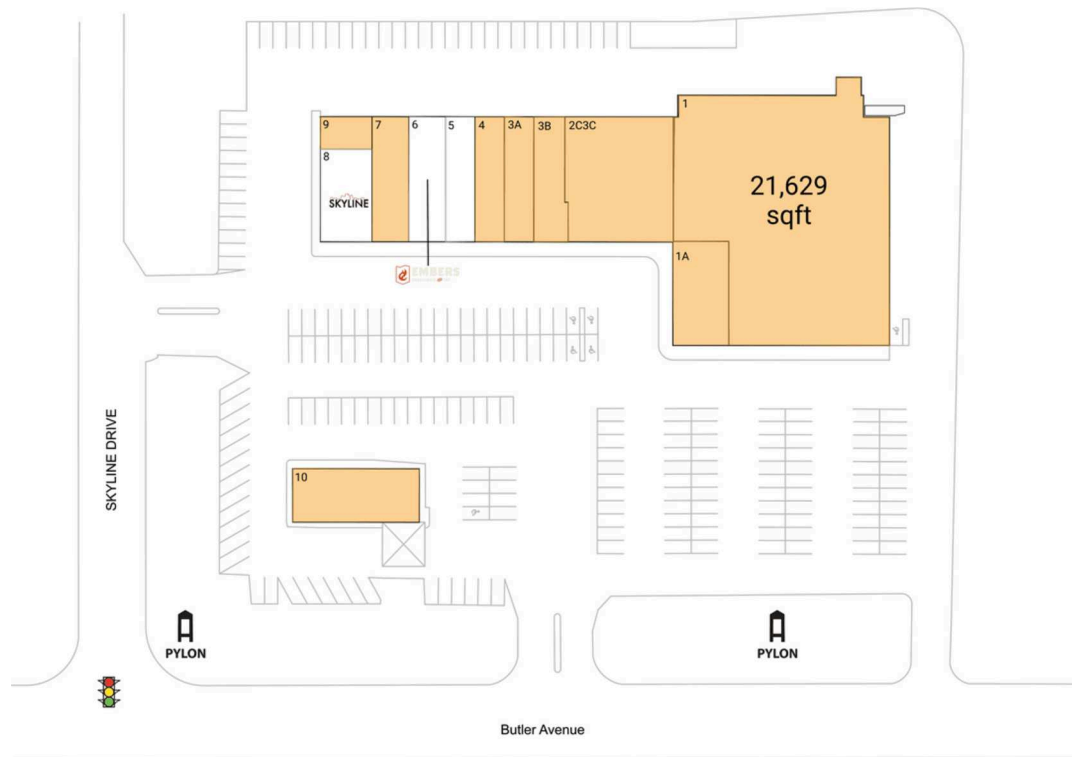 9
8
SKYLINE
7
6
5
4
3A
3B
2C3C
1
21,629
sqft
1A
EMBERS
10
SKYLINE DRIVE
PYLON
PYLON
Butler Avenue